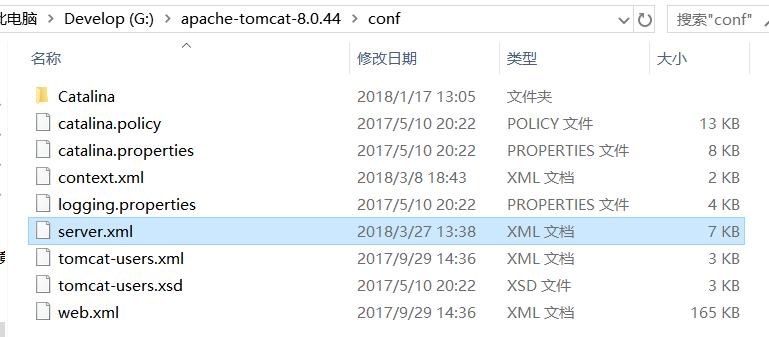 此电脑 > Develop (G:) > apache-tomcat-8.0.44 > conf 搜索"conf"
名称 修改日期 类型 大小
Catalina 2018/1/17 13:05 文件夹
catalina.policy 2017/5/10 20:22 POLICY 文件 13 KB
catalina.properties 2017/5/10 20:22 PROPERTIES 文件 8 KB
context.xml 2018/3/8 18:43 XML 文档 2 KB
logging.properties 2017/5/10 20:22 PROPERTIES 文件 4 KB
server.xml 2018/3/27 13:38 XML 文档 7 KB
tomcat-users.xml 2017/9/29 14:36 XML 文档 3 KB
tomcat-users.xsd 2017/5/10 20:22 XSD 文件 3 KB
web.xml 2017/9/29 14:36 XML 文档 165 KB